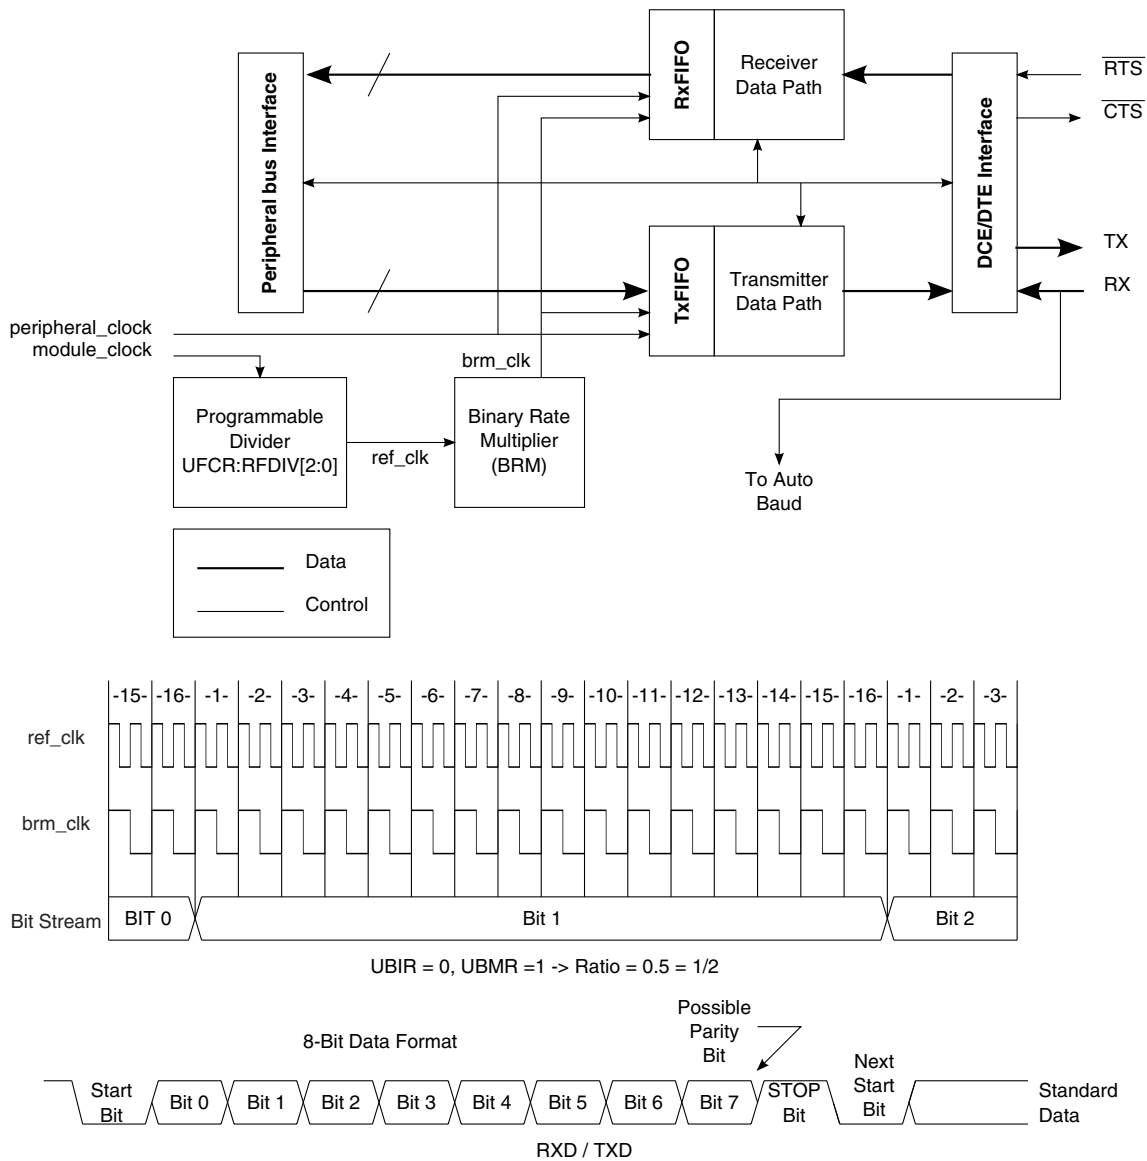 RxFIFO
Receiver
Data Path
RTS
CTS
Peripheral bus Interface
DCE/DTE Interface
TxFIFO
Transmitter
Data Path
TX
RX
peripheral_clock
module_clock
brm_clk
Programmable
Divider
UFCR:RFDIV[2:0]
ref_clk
Binary Rate
Multiplier
(BRM)
To Auto
Baud
Data
Control
-15- -16- -1- -2- -3- -4- -5- -6- -7- -8- -9- -10- -11- -12- -13- -14- -15- -16- -1- -2- -3-
ref_clk
brm_clk
Bit Stream BIT 0 Bit 1 Bit 2
UBIR = 0, UBMR =1 -> Ratio = 0.5 = 1/2
8-Bit Data Format
Possible
Parity
Bit
Start
Bit
Bit 0 Bit 1 Bit 2 Bit 3 Bit 4 Bit 5 Bit 6 Bit 7
STOP
Bit
Next
Start
Bit
Standard
Data
RXD / TXD